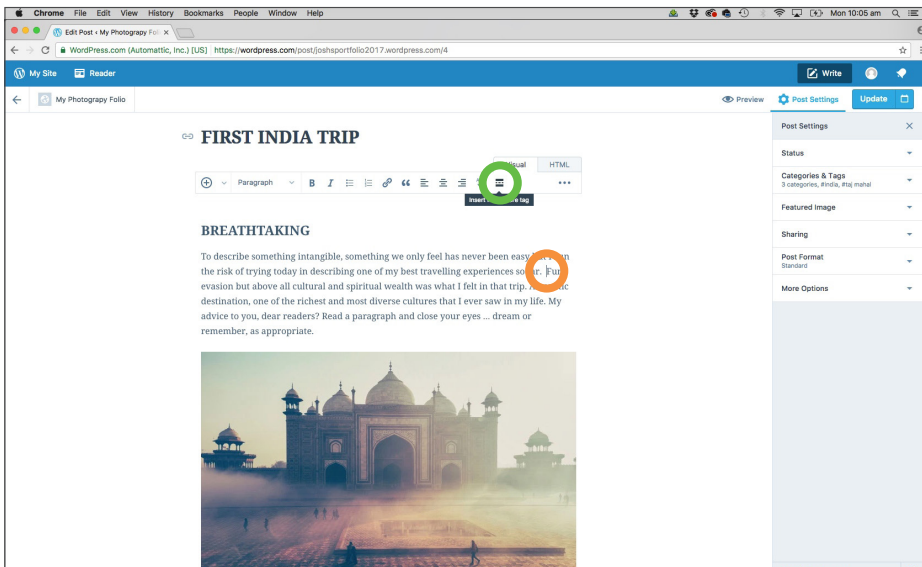 Chrome File Edit View History Bookmarks People Window Help Mon 10:05 am
Edit Post ‹ My Photograpy Foli
WordPress.com (Automattic, Inc.) [US] https://wordpress.com/post/joshsportfolio2017.wordpress.com/4
My Site Reader Write
My Photograpy Folio Preview Post Settings Update
FIRST INDIA TRIP
HTML
Paragraph B I
Insert tag
BREATHTAKING
To describe something intangible, something we only feel has never been easy
the risk of trying today in describing one of my best travelling experiences so
evasion but above all cultural and spiritual wealth was what I felt in that trip.
destination, one of the richest and most diverse cultures that I ever saw in my life. My
advice to you, dear readers? Read a paragraph and close your eyes ... dream or
remember, as appropriate.
Post Settings
Status
Categories & Tags
3 categories, #india, #taj mahal
Featured Image
Sharing
Post Format
Standard
More Options